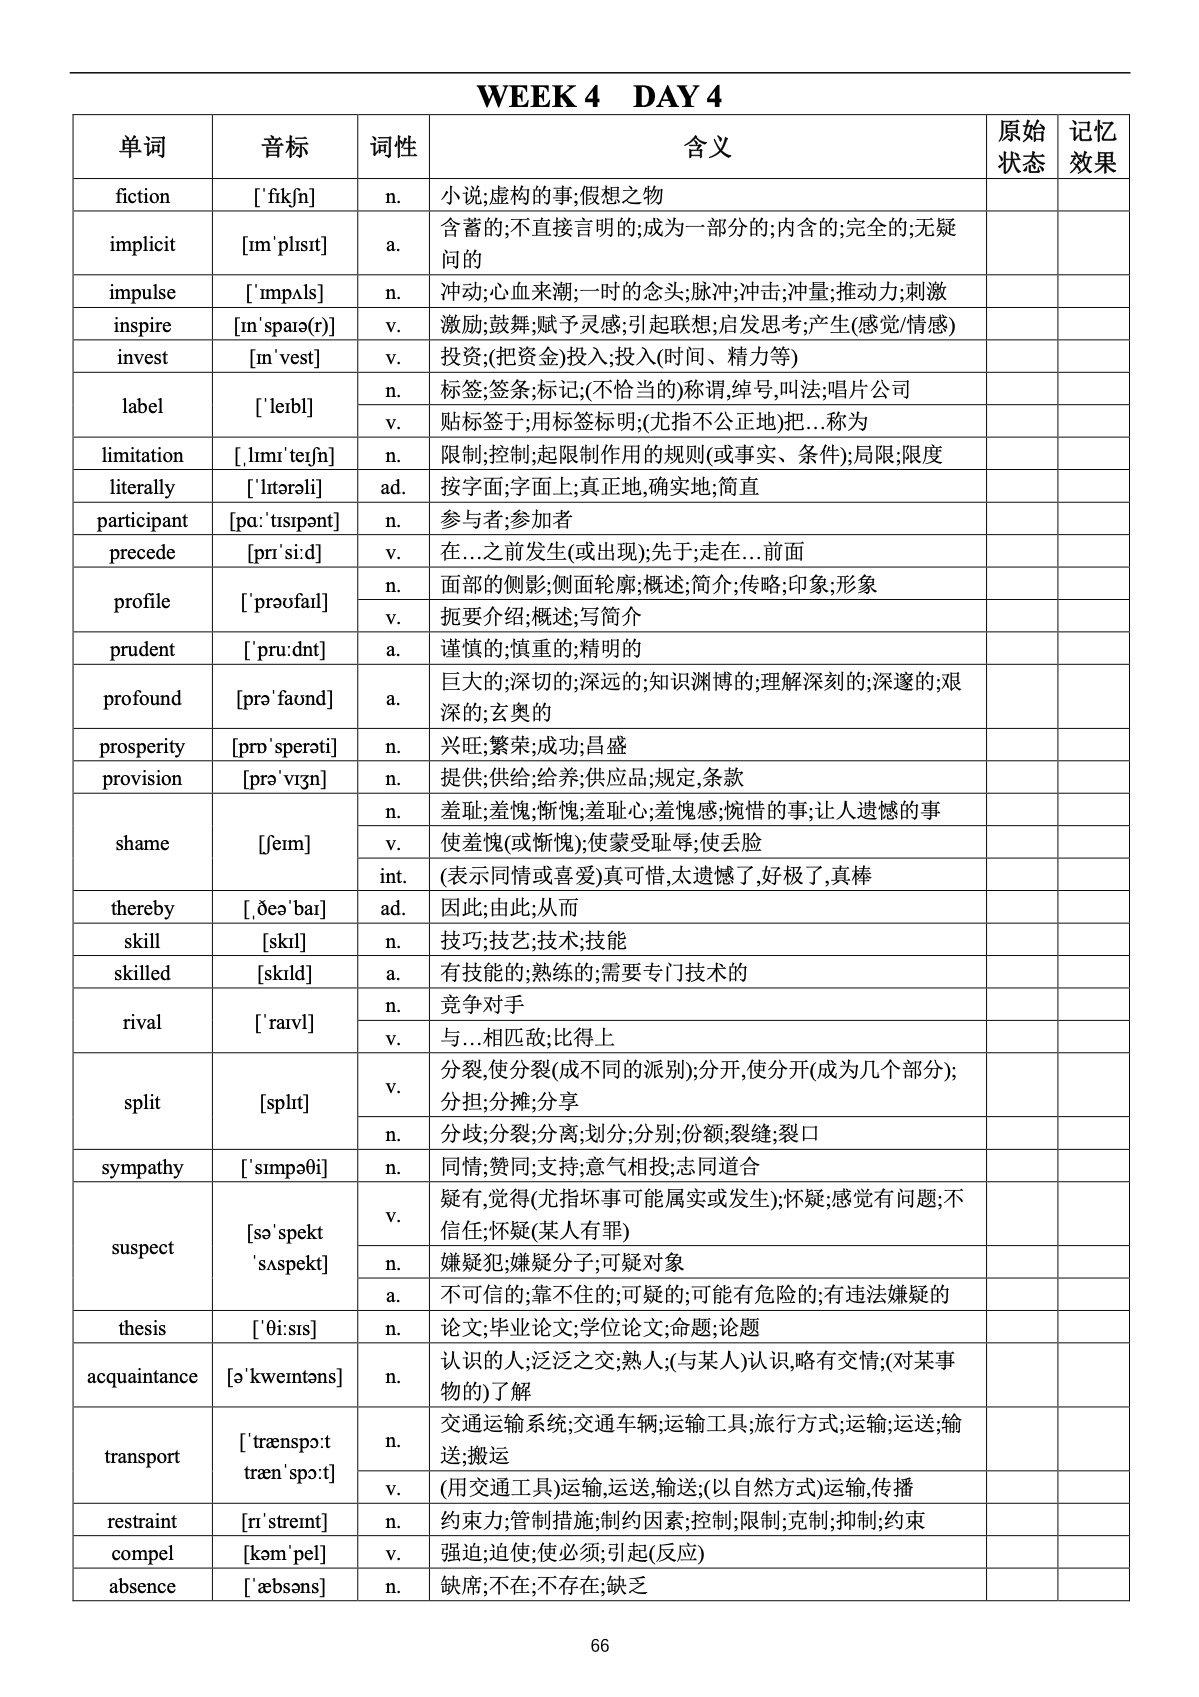 WEEK 4 DAY 4
单词 音标 词性 含义 原始状态 记忆效果
fiction [ˈfɪkʃn] n. 小说;虚构的事;假想之物
implicit [ɪmˈplɪsɪt] a. 含蓄的;不直接言明的;成为一部分的;内含的;完全的;无疑
问的
impulse [ˈɪmpʌls] n. 冲动;心血来潮;一时的念头;脉冲;冲击;冲量;推动力;刺激
inspire [ɪnˈspaɪə(r)] v. 激励;鼓舞;赋予灵感;引起联想;启发思考;产生(感觉/情感)
invest [ɪnˈvest] v. 投资;(把资金)投入;投入(时间、精力等)
label [ˈleɪbl] n. 标签;签条;标记;(不恰当的)称谓,绰号,叫法;唱片公司
v. 贴标签于;用标签标明;(尤指不公正地)把…称为
limitation [ˌlɪmɪˈteɪʃn] n. 限制;控制;起限制作用的规则(或事实、条件);局限;限度
literally [ˈlɪtərəli] ad. 按字面;字面上;真正地,确实地;简直
participant [pɑːˈtɪsɪpənt] n. 参与者;参加者
precede [prɪˈsiːd] v. 在…之前发生(或出现);先于;走在…前面
profile [ˈprəʊfaɪl] n. 面部的侧影;侧面轮廓;概述;简介;传略;印象;形象
v. 扼要介绍;概述;写简介
prudent [ˈpruːdnt] a. 谨慎的;慎重的;精明的
profound [prəˈfaʊnd] a. 巨大的;深切的;深远的;知识渊博的;理解深刻的;深邃的;艰
深的;玄奥的
prosperity [prɒˈsperəti] n. 兴旺;繁荣;成功;昌盛
provision [prəˈvɪʒn] n. 提供;供给;给养;供应品;规定,条款
shame [ʃeɪm] n. 羞耻;羞愧;惭愧;羞耻心;羞愧感;惋惜的事;让人遗憾的事
v. 使羞愧(或惭愧);使蒙受耻辱;使丢脸
int. (表示同情或喜爱)真可惜,太遗憾了,好极了,真棒
thereby [ˌðeəˈbaɪ] ad. 因此;由此;从而
skill [skɪl] n. 技巧;技艺;技术;技能
skilled [skɪld] a. 有技能的;熟练的;需要专门技术的
rival [ˈraɪvl] n. 竞争对手
v. 与…相匹敌;比得上
split [splɪt] v. 分裂,使分裂(成不同的派别);分开,使分开(成为几个部分);
分担;分摊;分享
n. 分歧;分裂;分离;划分;分别;份额;裂缝;裂口
sympathy [ˈsɪmpəθi] n. 同情;赞同;支持;意气相投;志同道合
suspect [səˈspekt ˈsʌspekt] v. 疑有,觉得(尤指坏事可能属实或发生);怀疑;感觉有问题;不
信任;怀疑(某人有罪)
n. 嫌疑犯;嫌疑分子;可疑对象
a. 不可信的;靠不住的;可疑的;可能有危险的;有违法嫌疑的
thesis [ˈθiːsɪs] n. 论文;毕业论文;学位论文;命题;论题
acquaintance [əˈkweɪntəns] n. 认识的人;泛泛之交;熟人;(与某人)认识,略有交情;(对某事
物的)了解
transport [ˈtrænspɔːt trænˈspɔːt] n. 交通运输系统;交通车辆;运输工具;旅行方式;运输;运送;输
送;搬运
v. (用交通工具)运输,运送,输送;(以自然方式)运输,传播
restraint [rɪˈstreɪnt] n. 约束力;管制措施;制约因素;控制;限制;克制;抑制;约束
compel [kəmˈpel] v. 强迫;迫使;使必须;引起(反应)
absence [ˈæbsəns] n. 缺席;不在;不存在;缺乏
66